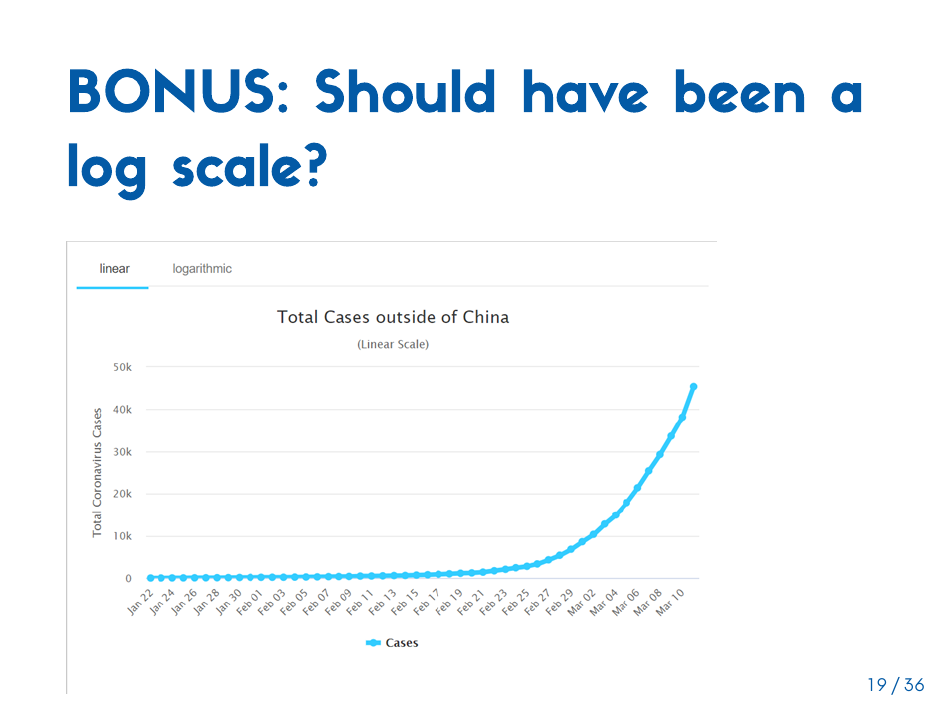 BONUS: Should have been a
log scale?
linear logarithmic
Total Cases outside of China
(Linear Scale)
Total Coronavirus Cases
50k
40k
30k
20k
10k
0
Jan 22 Jan 24 Jan 26 Jan 28 Jan 30 Feb 01 Feb 03 Feb 05 Feb 07 Feb 09 Feb 11 Feb 13 Feb 15 Feb 17 Feb 19 Feb 21 Feb 23 Feb 25 Feb 27 Feb 29 Mar 02 Mar 04 Mar 06 Mar 08 Mar 10
Cases
19 / 36